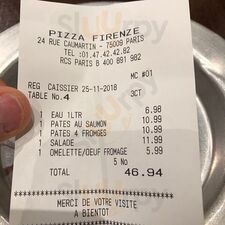 PIZZA FIRENZE
24 RUE CAUMARTIN - 75009 PARIS
TEL :01.47.42.42.82
RCS PARIS B 400 891 982
MC #01
REG CAISSIER 25-11-2018
TABLE No.4 3CT
1 EAU 1LTR 6.98
1 PATES AU SAUMON 10.99
1 PATES 4 FROMGES 10.99
1 SALADE 11.99
1 OMELETTE/OEUF FROMAGE 5.99
5 No
TOTAL 46.94
MERCI DE VOTRE VISITE
A BIENTOT